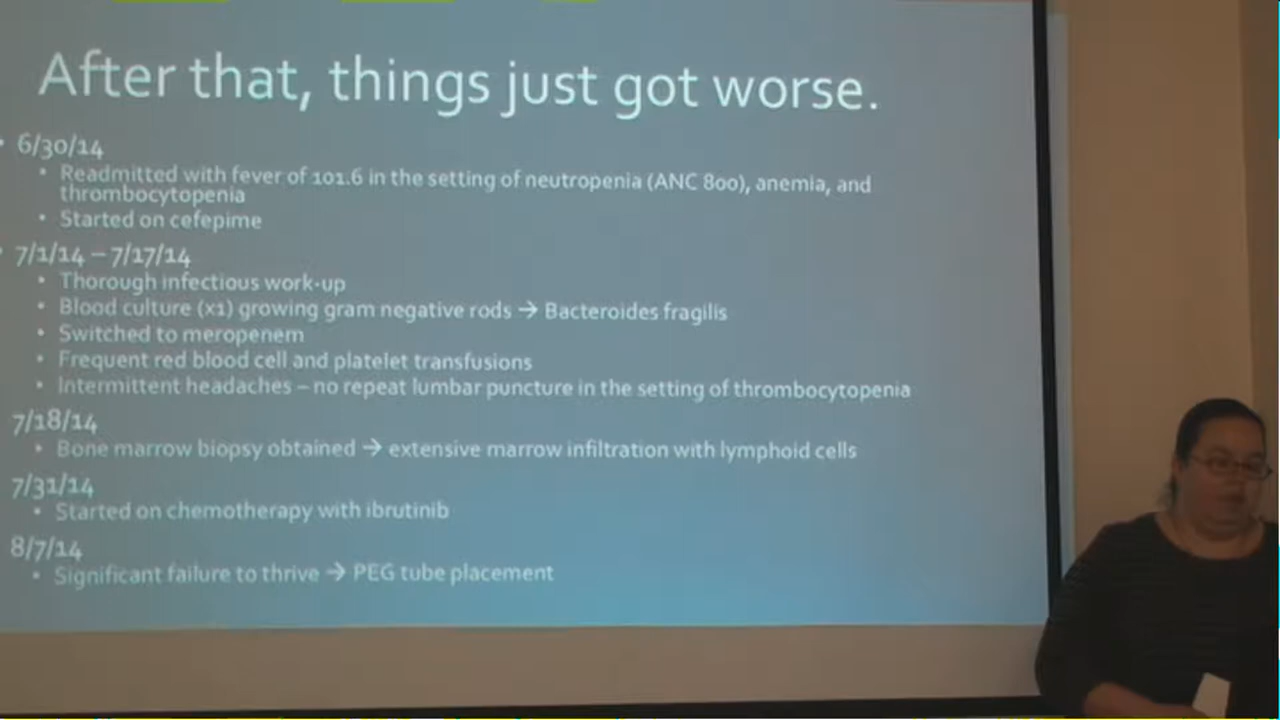 After that, things just got worse.
• 6/30/14
• Readmitted with fever of 101.6 in the setting of neutropenia (ANC 800), anemia, and
thrombocytopenia
• Started on cefepime
• 7/1/14 – 7/17/14
• Thorough infectious work-up
• Blood culture (x1) growing gram negative rods → Bacteroides fragilis
• Switched to meropenem
• Frequent red blood cell and platelet transfusions
• Intermittent headaches – no repeat lumbar puncture in the setting of thrombocytopenia
7/18/14
• Bone marrow biopsy obtained → extensive marrow infiltration with lymphoid cells
7/31/14
• Started on chemotherapy with ibrutinib
8/7/14
• Significant failure to thrive → PEG tube placement